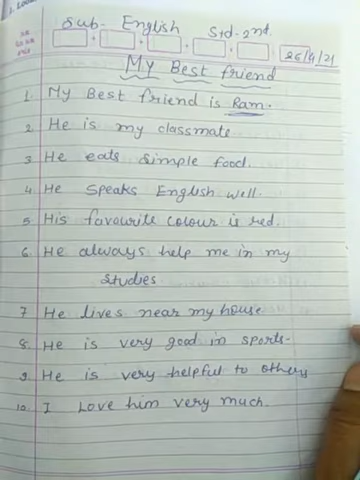 Sub- English Std-2nd.
26/9/21
My Best friend
1. My Best friend is Ram.
2. He is my classmate
3. He eats simple food.
4. He speaks English well.
5. His favourite colour is red.
6. He always help me in my
studies
7. He lives near my house
8. He is very good in sports.
9. He is very helpful to others
10. I Love him very much.